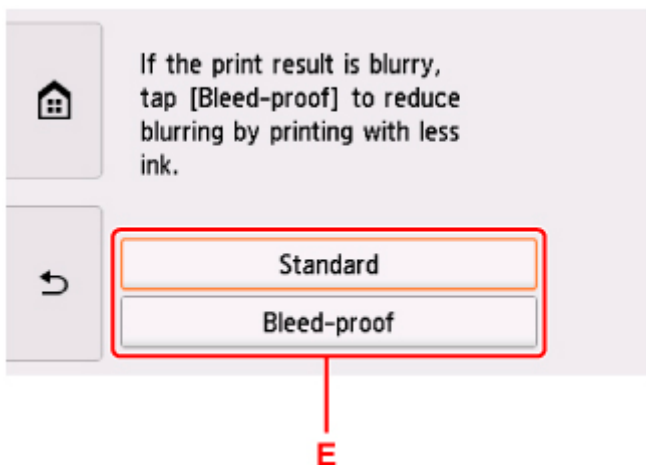 If the print result is blurry,
tap [Bleed-proof] to reduce
blurring by printing with less
ink.
Standard
Bleed-proof
E